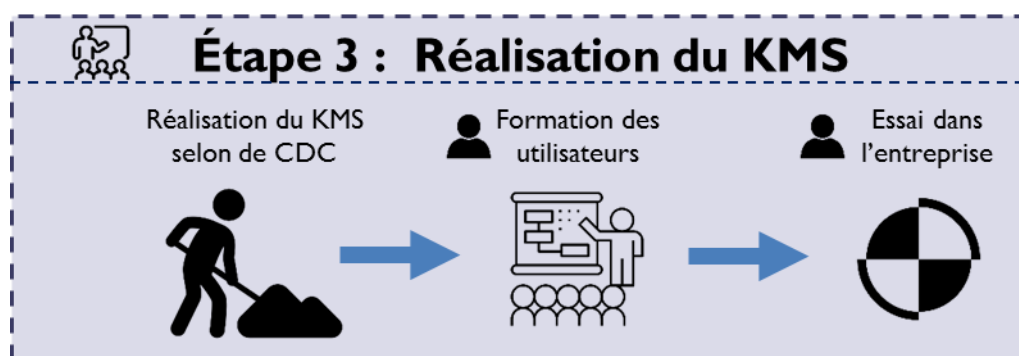 Étape 3 : Réalisation du KMS
Réalisation du KMS
selon de CDC
Formation des
utilisateurs
Essai dans
l'entreprise